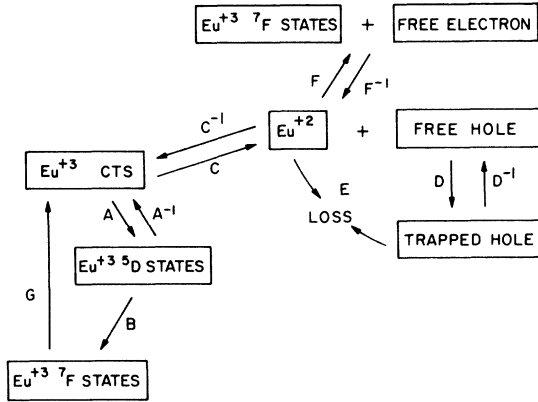 Eu⁺³ ⁷F STATES + FREE ELECTRON
F F⁻¹
C⁻¹ Eu⁺² + FREE HOLE
Eu⁺³ CTS C
D D⁻¹
A A⁻¹ E
LOSS
TRAPPED HOLE
Eu⁺³ ⁵D STATES
G B
Eu⁺³ ⁷F STATES